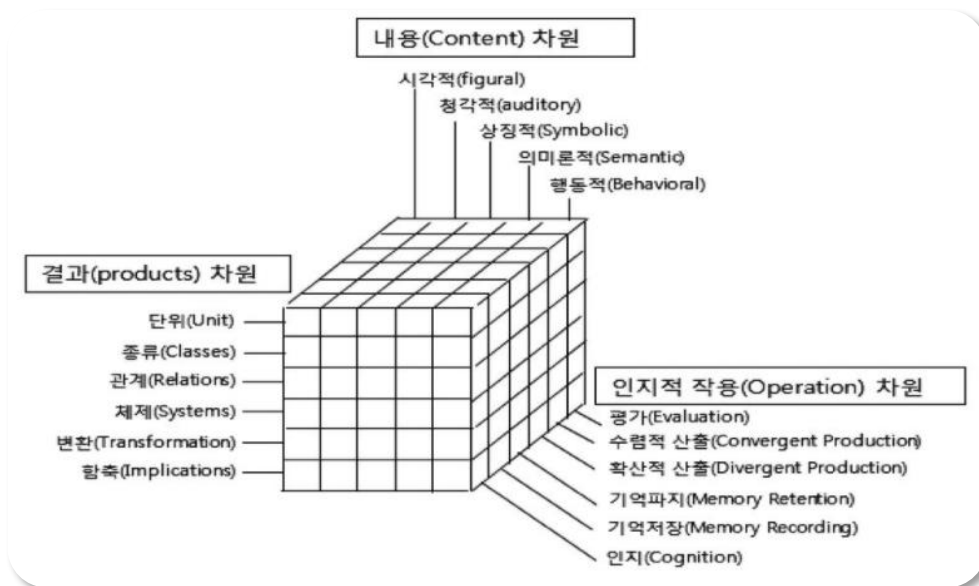 내용(Content) 차원
시각적(figural)
청각적(auditory)
상징적(Symbolic)
의미론적(Semantic)
행동적(Behavioral)
결과(products) 차원
단위(Unit)
종류(Classes)
관계(Relations)
체제(Systems)
변환(Transformation)
함축(Implications)
인지적 작용(Operation) 차원
평가(Evaluation)
수렴적 산출(Convergent Production)
확산적 산출(Divergent Production)
기억파지(Memory Retention)
기억저장(Memory Recording)
인지(Cognition)